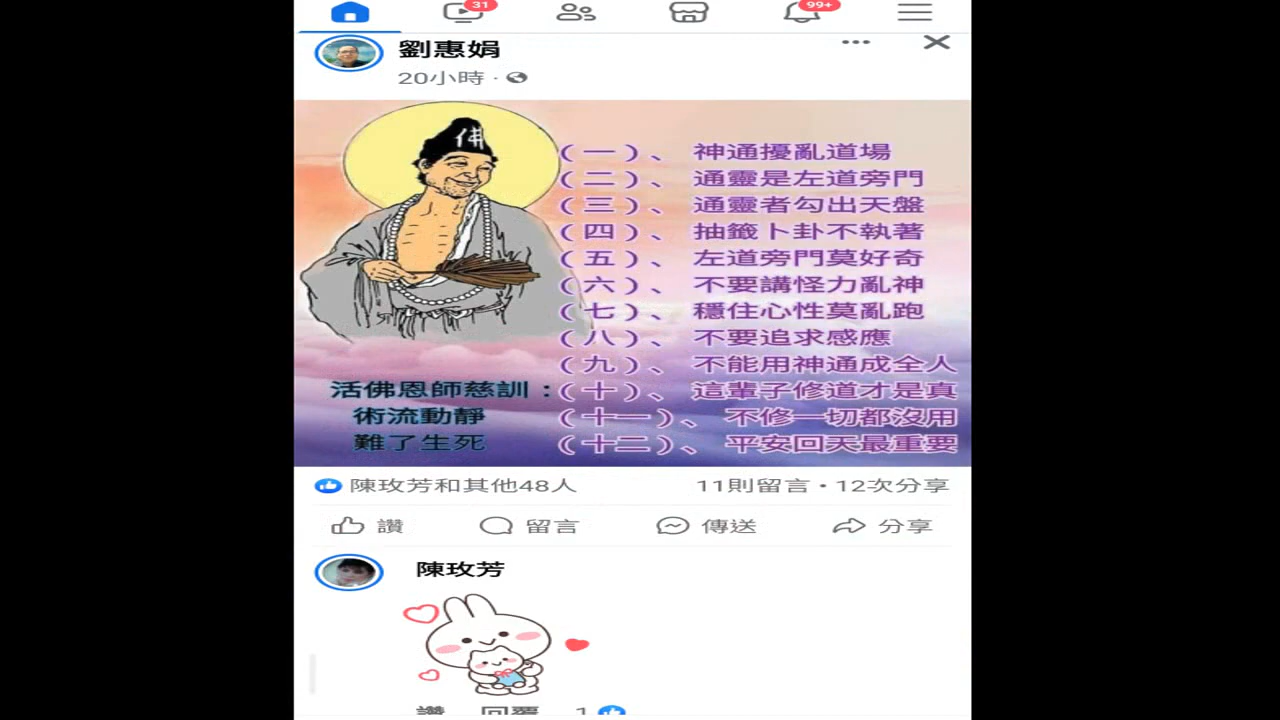 31
99+
劉惠娟
20小時 ·
佛
(一)、 神通擾亂道場
(二)、 通靈是左道旁門
(三)、 通靈者勾出天盤
(四)、 抽籤卜卦不執著
(五)、 左道旁門莫好奇
(六)、 不要講怪力亂神
(七)、 穩住心性莫亂跑
(八)、 不要追求感應
(九)、 不能用神通成全人
活佛恩師慈訓：(十)、 這輩子修道才是真
術流動靜 (十一)、 不修一切都沒用
難了生死 (十二)、 平安回天最重要
陳玫芳和其他48人 11則留言 · 12次分享
讚 留言 傳送 分享
陳玫芳
讚 回覆 1